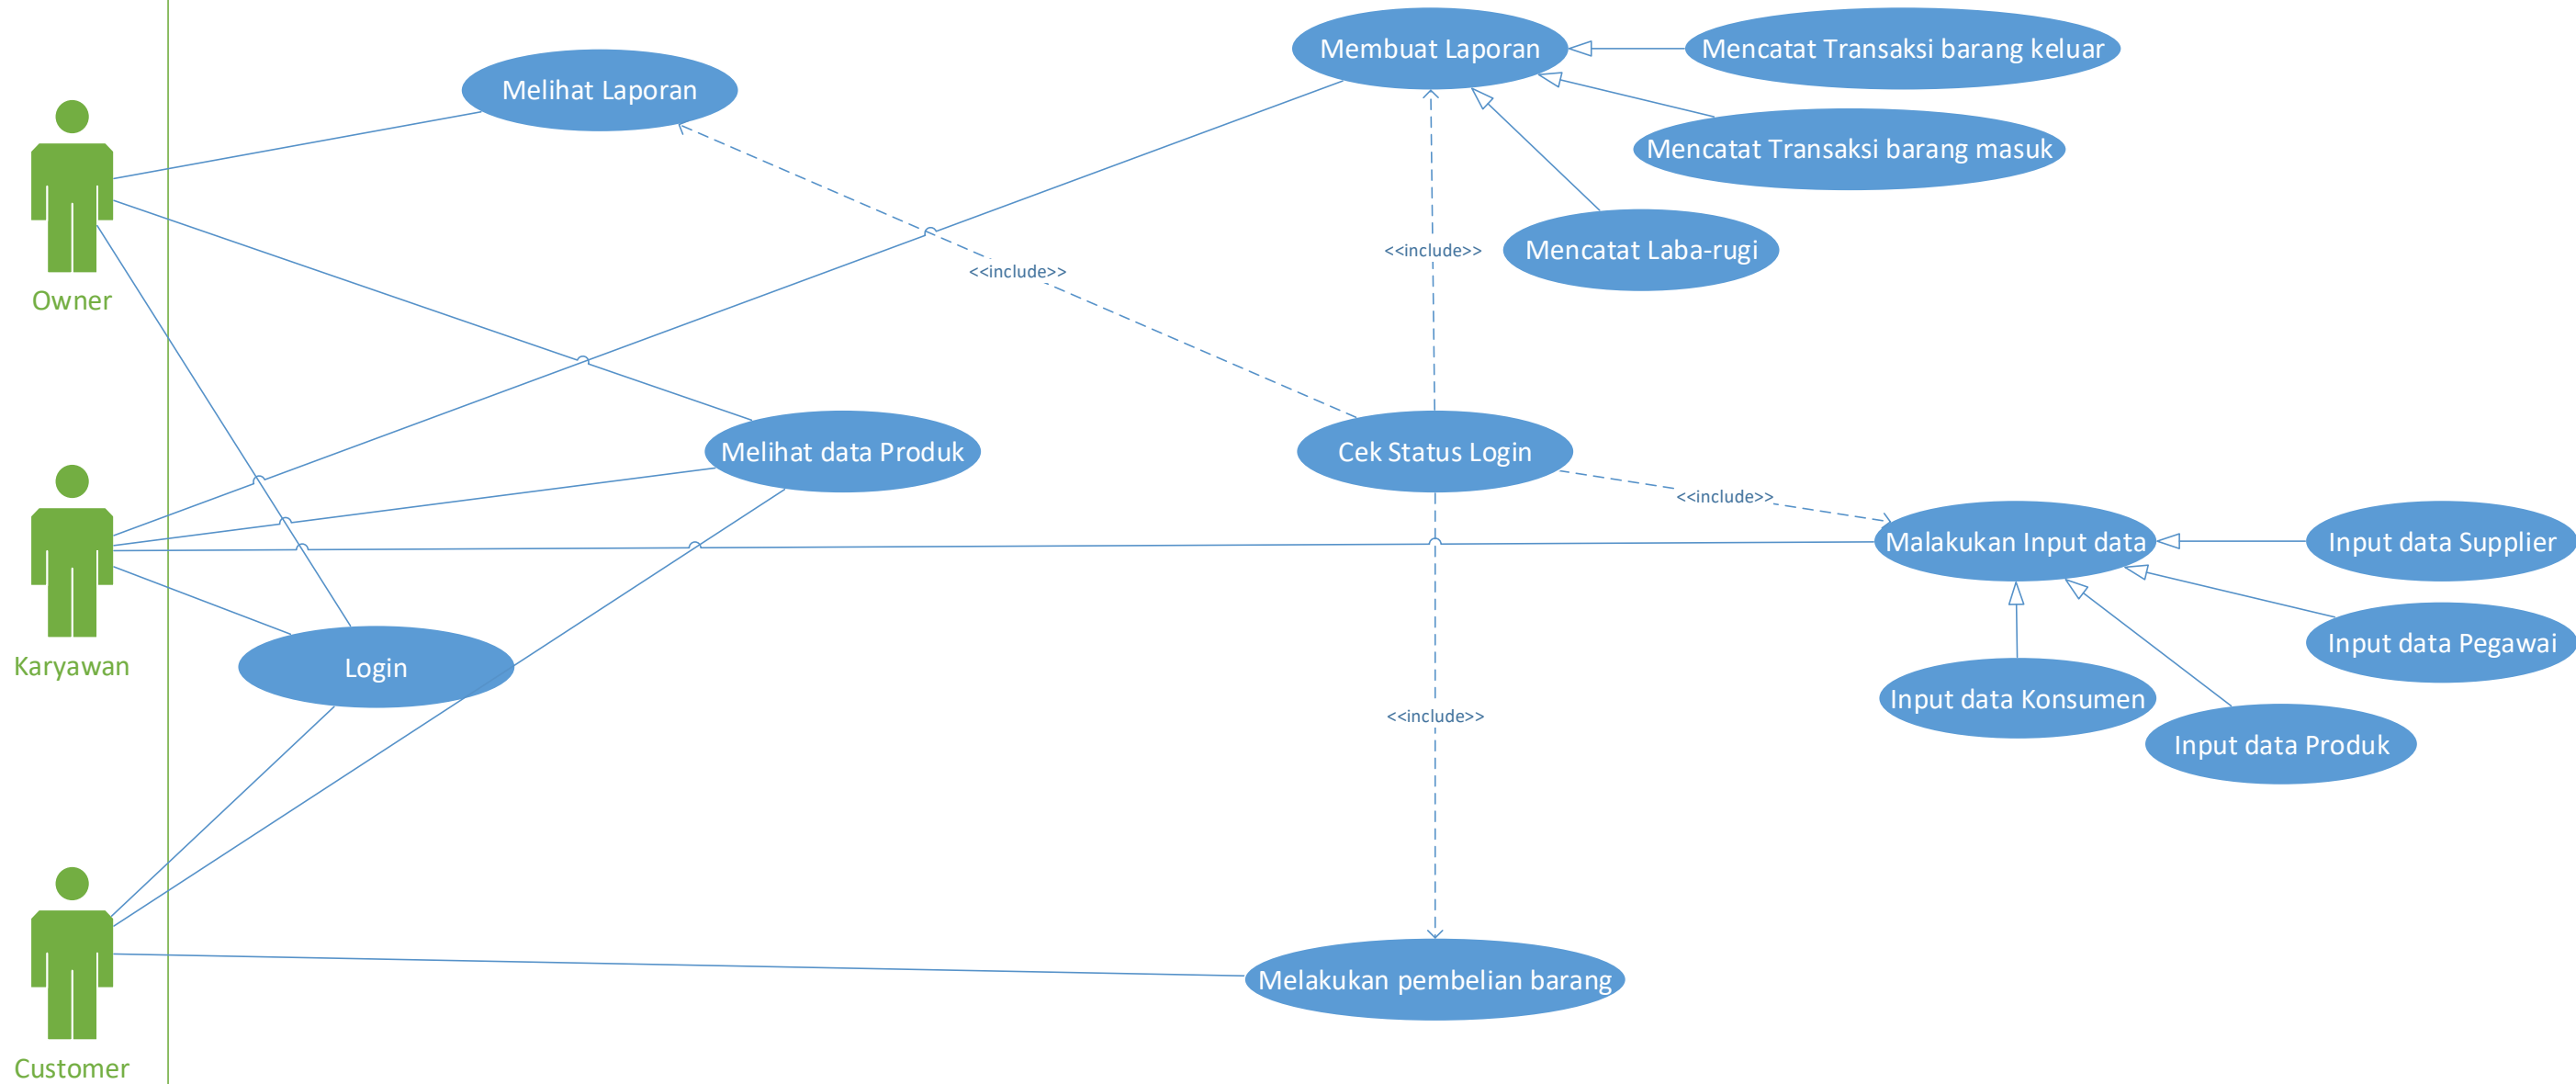 Membuat Laporan
Mencatat Transaksi barang keluar
Melihat Laporan
Mencatat Transaksi barang masuk
<<include>>
Mencatat Laba-rugi
<<include>>
Owner
Melihat data Produk
Cek Status Login
<<include>>
Malakukan Input data
Input data Supplier
Input data Pegawai
Karyawan
Login
Input data Konsumen
<<include>>
Input data Produk
Melakukan pembelian barang
Customer